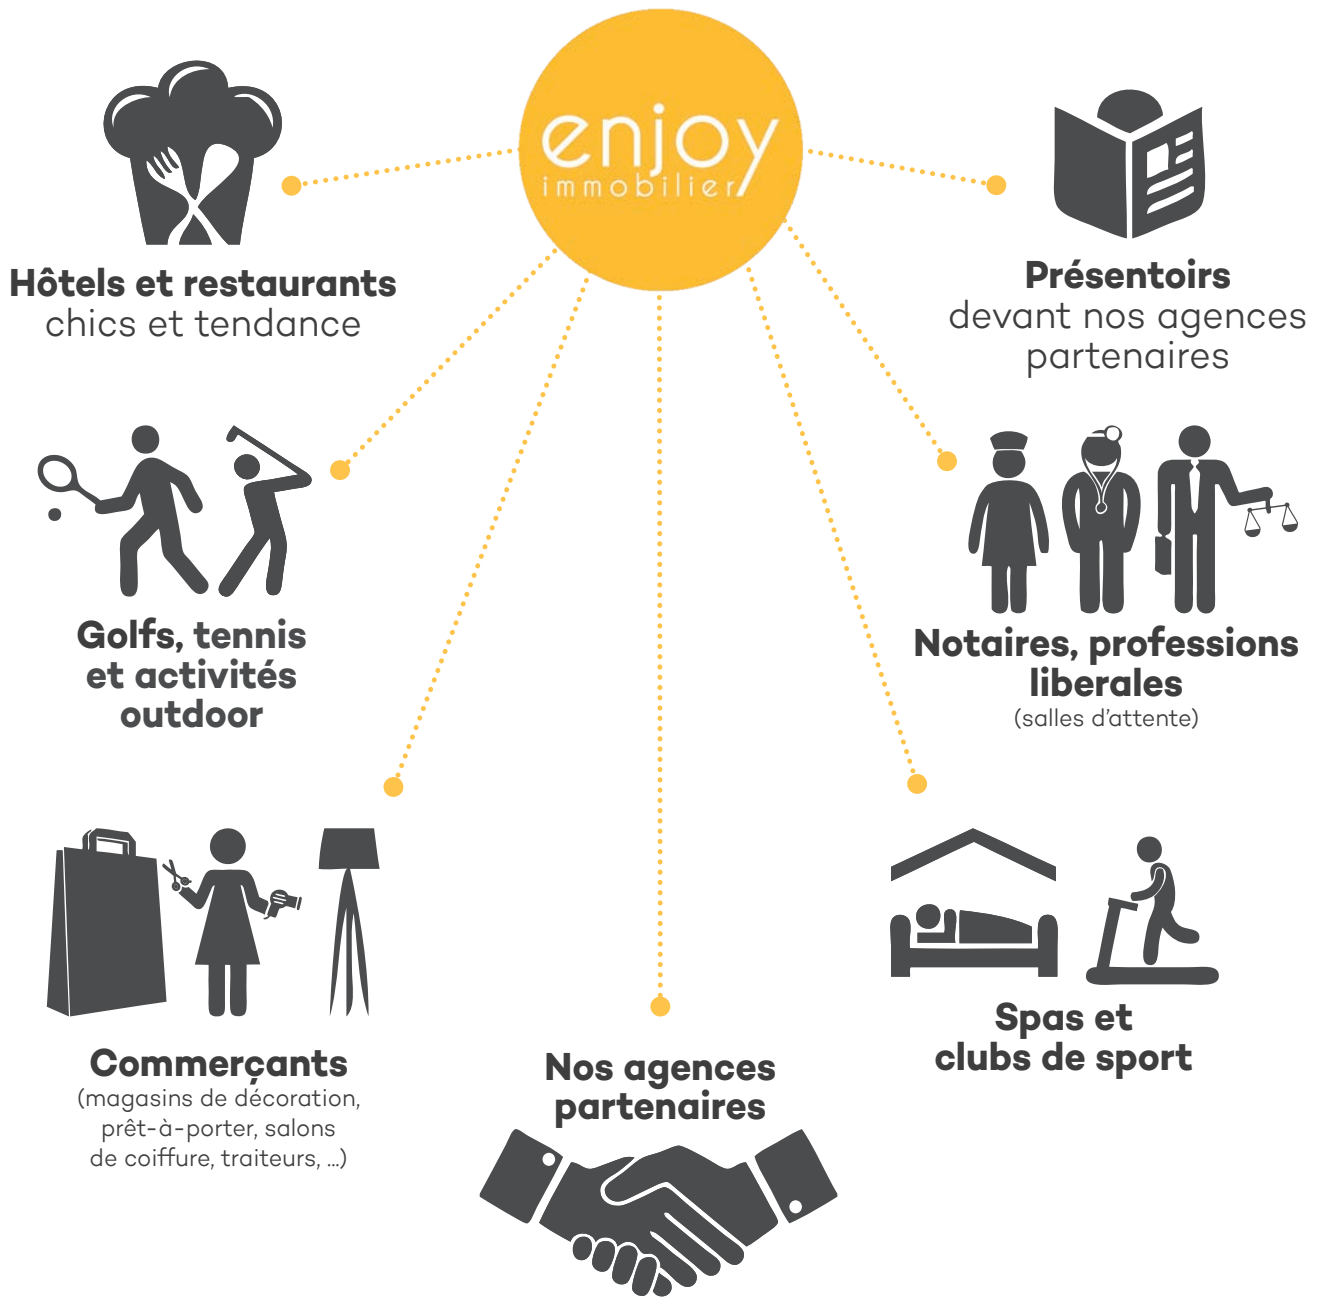 enjoy
immobilier
Hôtels et restaurants
chics et tendance
Présentoirs
devant nos agences
partenaires
Golfs, tennis
et activités
outdoor
Notaires, professions
liberales
(salles d'attente)
Commerçants
(magasins de décoration,
prêt-à-porter, salons
de coiffure, traiteurs, ...)
Nos agences
partenaires
Spas et
clubs de sport